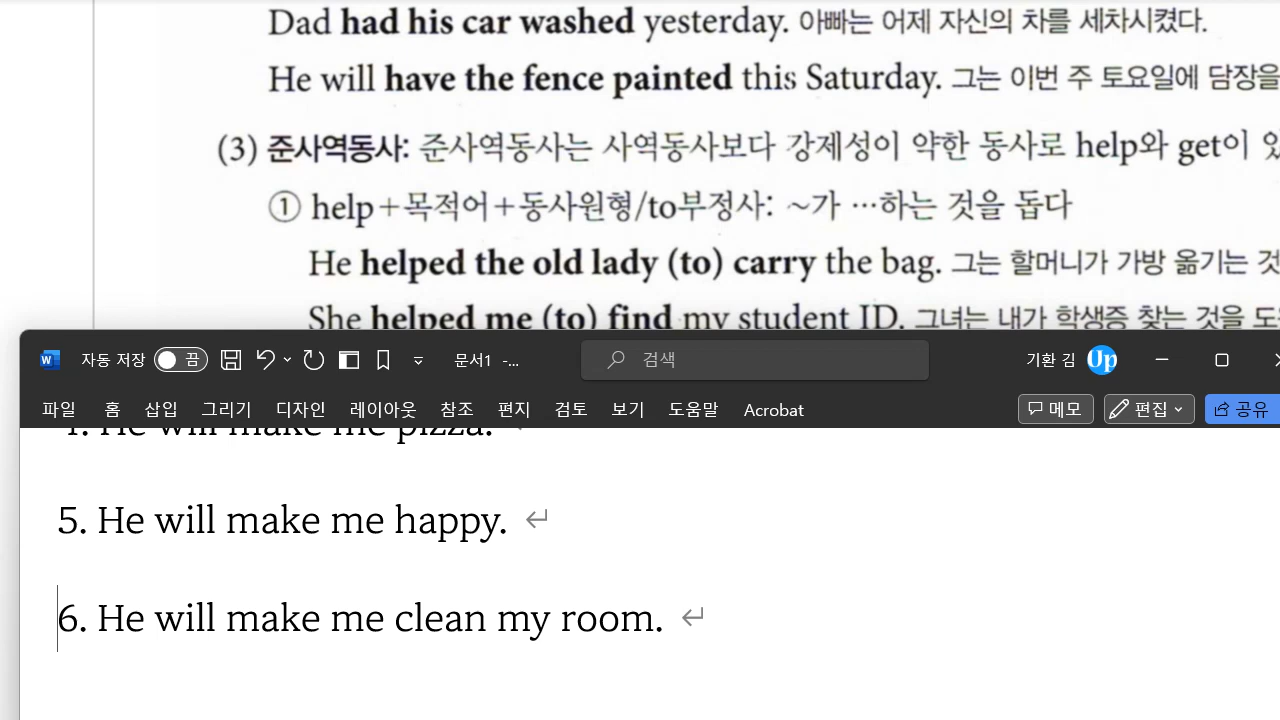 Dad had his car washed yesterday. 아빠는 어제 자신의 차를 세차시켰다.
He will have the fence painted this Saturday. 그는 이번 주 토요일에 담장을
(3) 준사역동사: 준사역동사는 사역동사보다 강제성이 약한 동사로 help와 get이 있
① help+목적어+동사원형/to부정사: ~가 …하는 것을 돕다
He helped the old lady (to) carry the bag. 그는 할머니가 가방 옮기는 것
She helped me (to) find my student ID. 그녀는 내가 학생증 찾는 것을 도
자동 저장 끔 문서1 -... 검색 기환 김 Up
파일 홈 삽입 그리기 디자인 레이아웃 참조 편지 검토 보기 도움말 Acrobat 메모 편집 공유
4. He will make me pizza. ↵
5. He will make me happy. ↵
6. He will make me clean my room. ↵